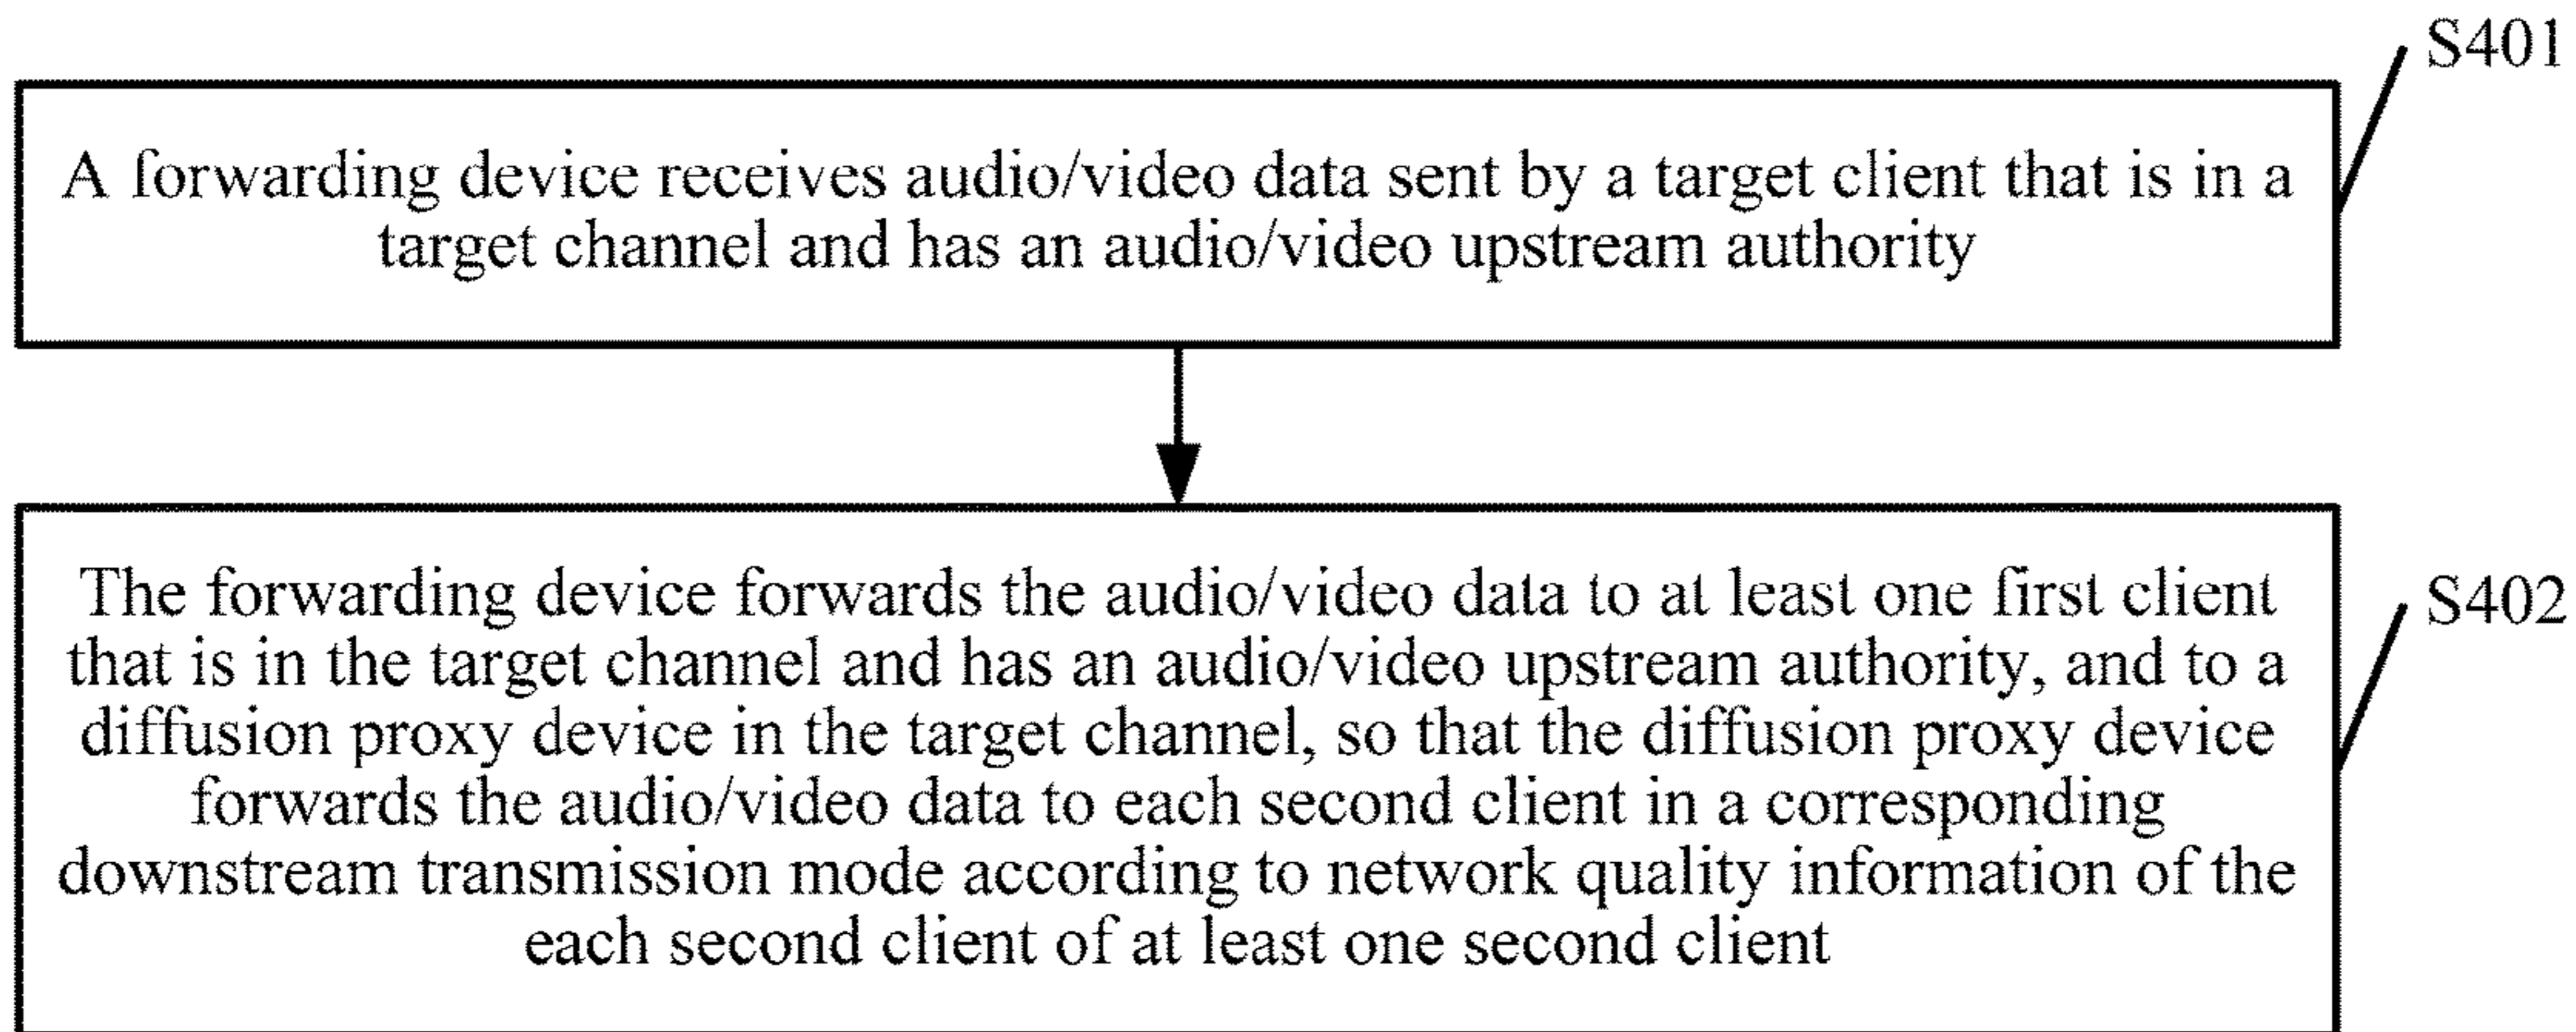 S401
A forwarding device receives audio/video data sent by a target client that is in a
target channel and has an audio/video upstream authority
The forwarding device forwards the audio/video data to at least one first client
that is in the target channel and has an audio/video upstream authority, and to a
diffusion proxy device in the target channel, so that the diffusion proxy device
forwards the audio/video data to each second client in a corresponding
downstream transmission mode according to network quality information of the
each second client of at least one second client
S402